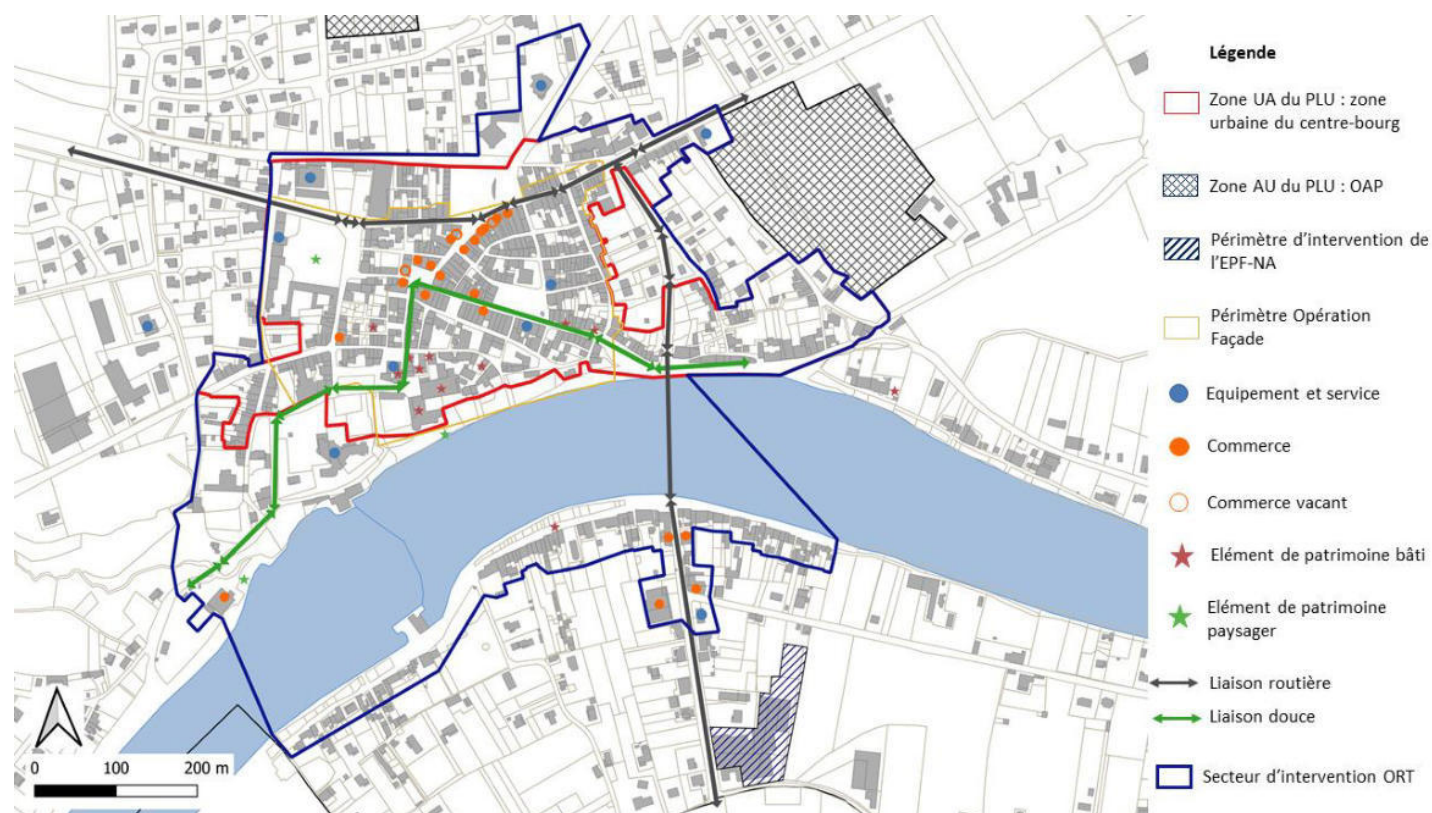 Légende
Zone UA du PLU : zone
urbaine du centre-bourg
Zone AU du PLU : OAP
Périmètre d'intervention de
l'EPF-NA
Périmètre Opération
Façade
Equipement et service
Commerce
Commerce vacant
Elément de patrimoine bâti
Elément de patrimoine
paysager
Liaison routière
Liaison douce
Secteur d'intervention ORT
0 100 200 m